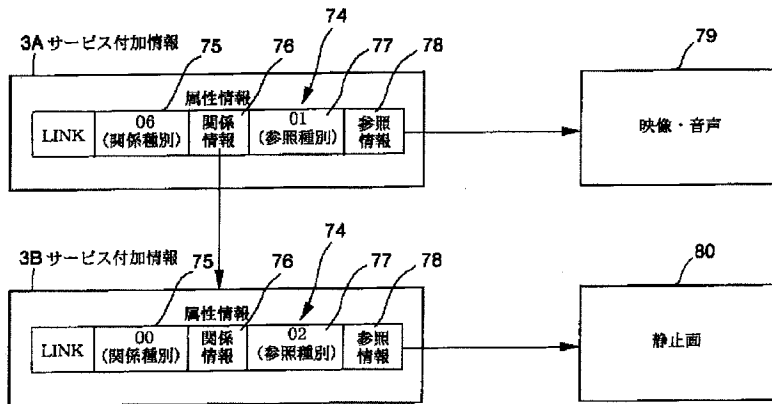 74
75
76
77
78
79
3A サービス付加情報
属性情報
LINK
06
(関係種別)
関係
情報
01
(参照種別)
参照
情報
映像・音声
74
75
76
77
78
80
3B サービス付加情報
属性情報
LINK
00
(関係種別)
関係
情報
02
(参照種別)
参照
情報
静止面